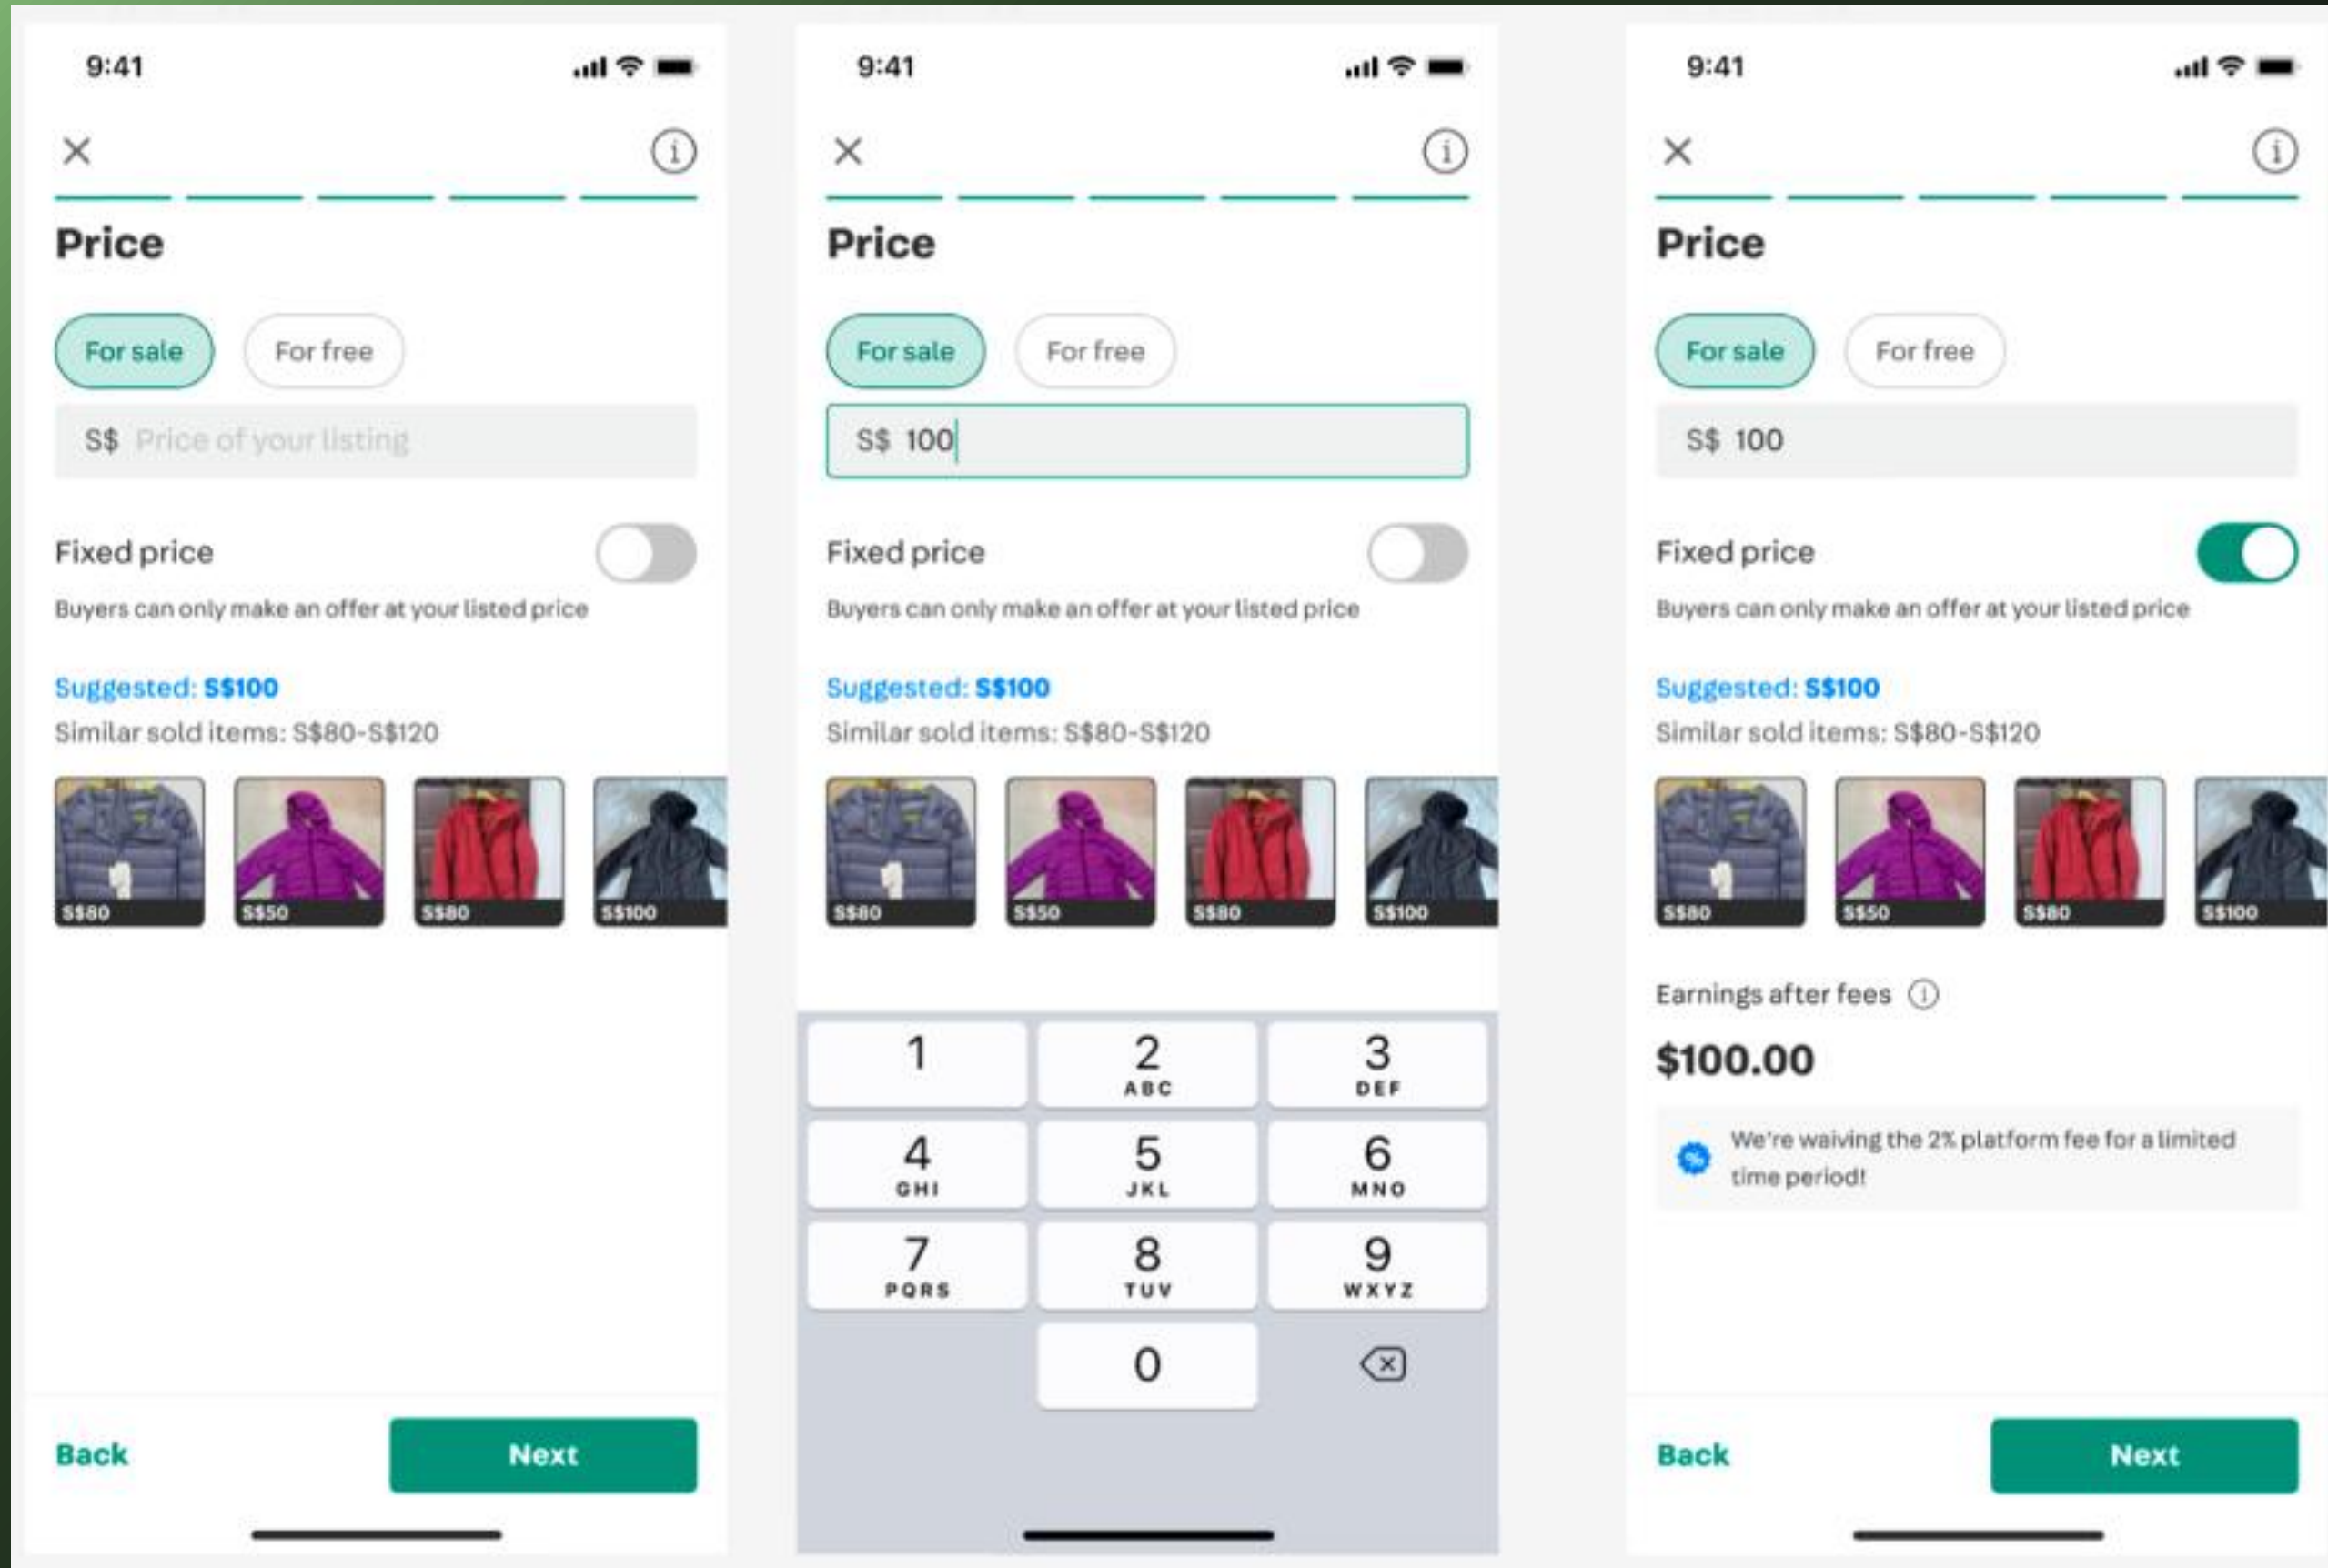 9:41
Price
For sale For free
S$ Price of your listing
Fixed price
Buyers can only make an offer at your listed price
Suggested: S$100
Similar sold items: S$80-S$120
S$80 S$50 S$80 S$100
Back Next
9:41
Price
For sale For free
S$ 100
Fixed price
Buyers can only make an offer at your listed price
Suggested: S$100
Similar sold items: S$80-S$120
S$80 S$50 S$80 S$100
1 2 3
ABC DEF
4 5 6
GHI JKL MNO
7 8 9
PQRS TUV WXYZ
0
9:41
Price
For sale For free
S$ 100
Fixed price
Buyers can only make an offer at your listed price
Suggested: S$100
Similar sold items: S$80-S$120
S$80 S$50 S$80 S$100
Earnings after fees
$100.00
We're waiving the 2% platform fee for a limited
time period!
Back Next